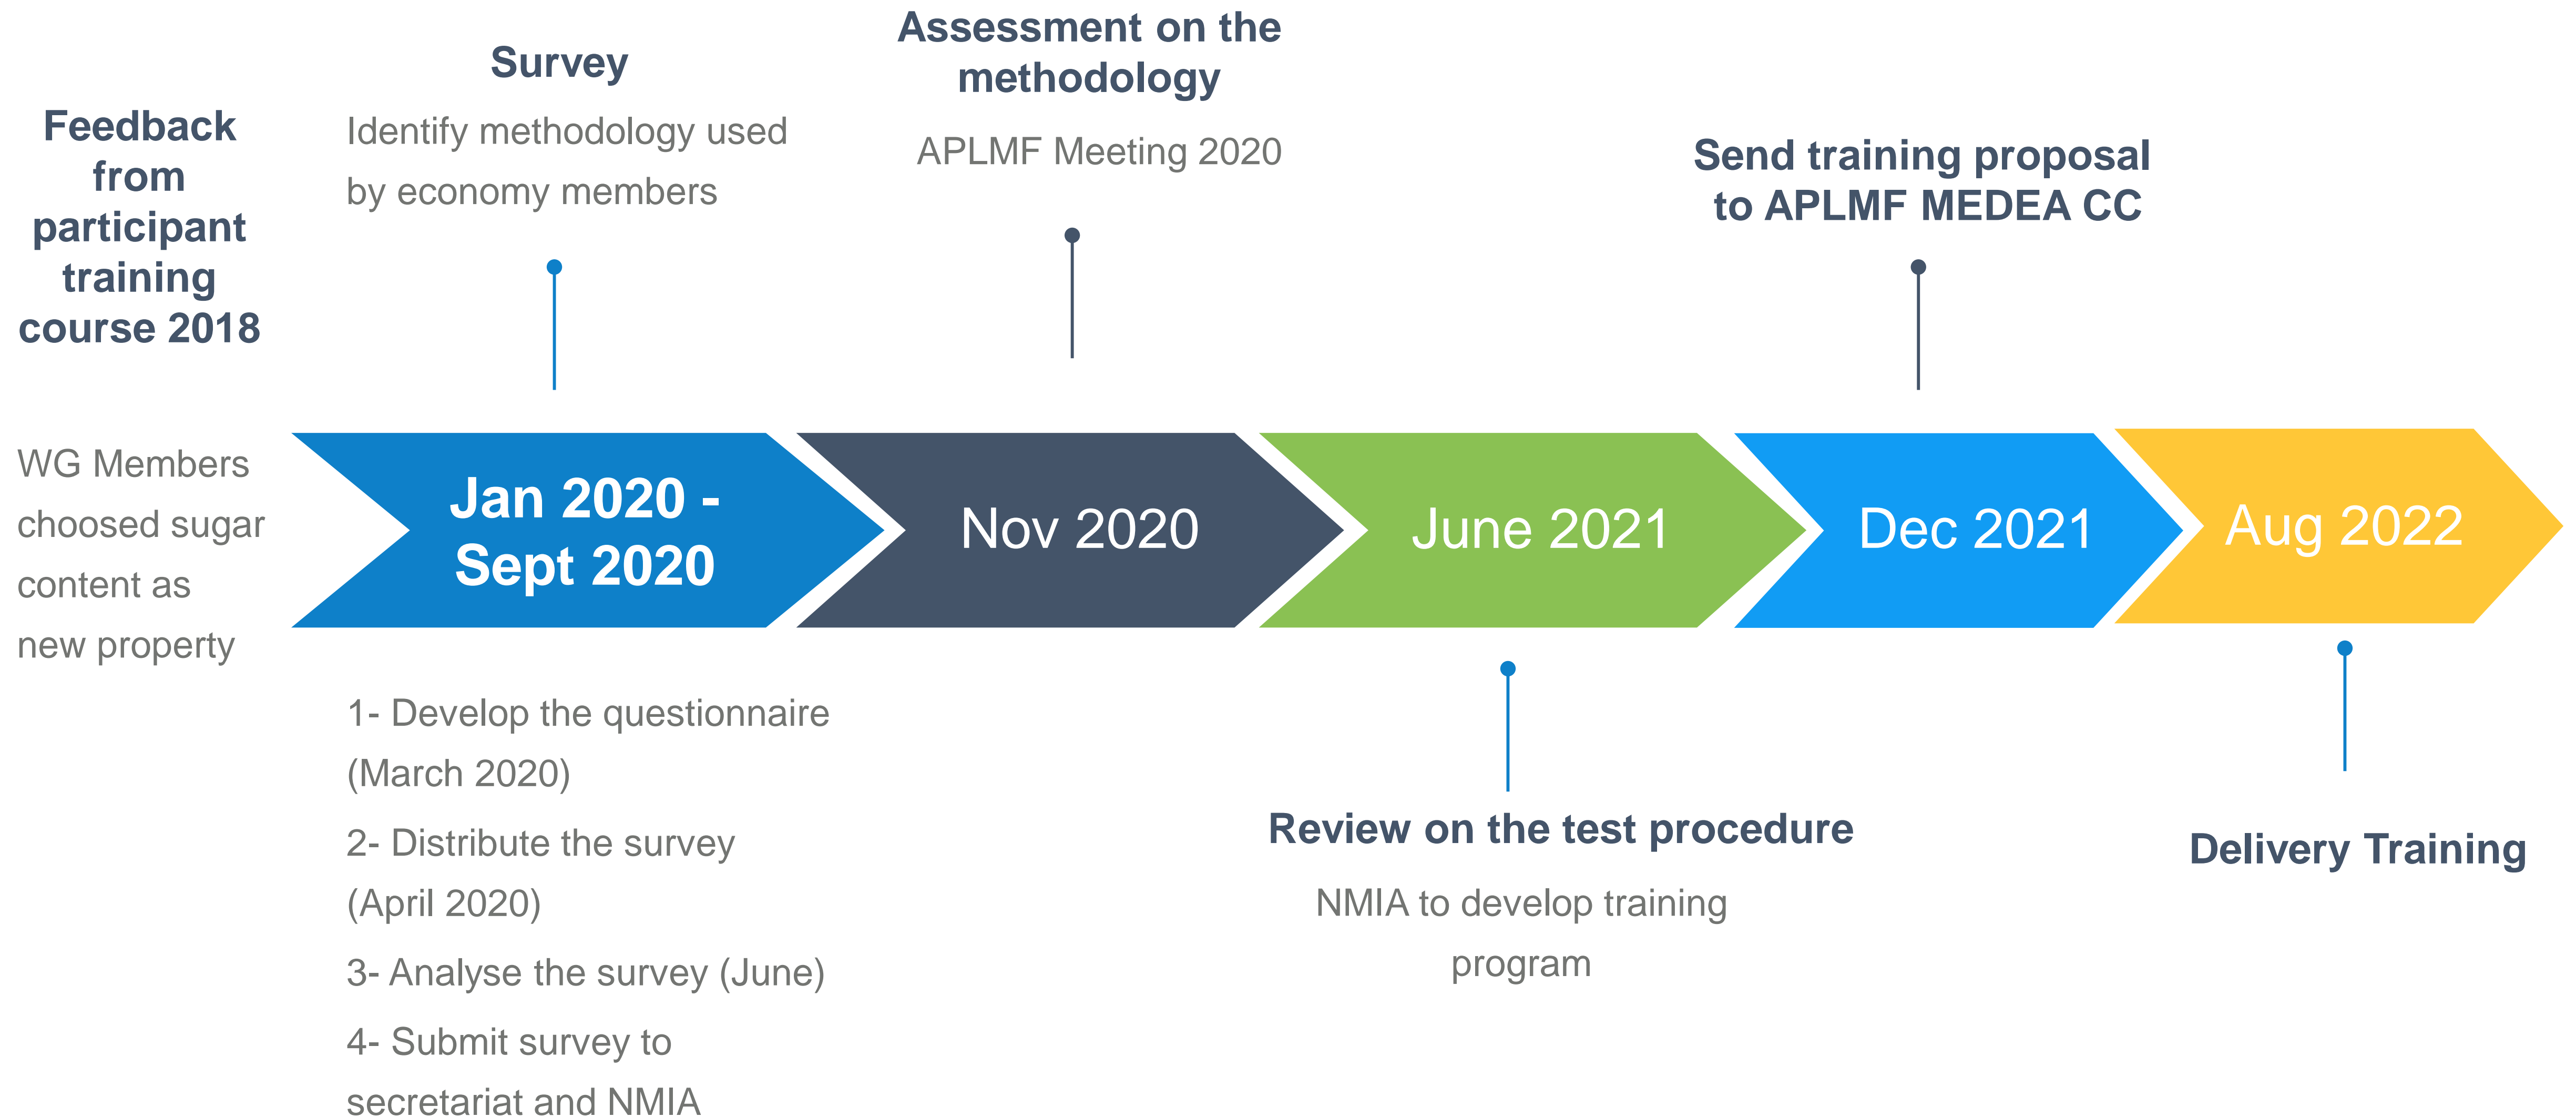 Feedback
from
participant
training
course 2018
WG Members
choosed sugar
content as
new property
Survey
Identify methodology used
by economy members
Jan 2020 -
Sept 2020
1- Develop the questionnaire
(March 2020)
2- Distribute the survey
(April 2020)
3- Analyse the survey (June)
4- Submit survey to
secretariat and NMIA
Assessment on the
methodology
APLMF Meeting 2020
Nov 2020
June 2021
Review on the test procedure
NMIA to develop training
program
Send training proposal
to APLMF MEDEA CC
Dec 2021
Aug 2022
Delivery Training